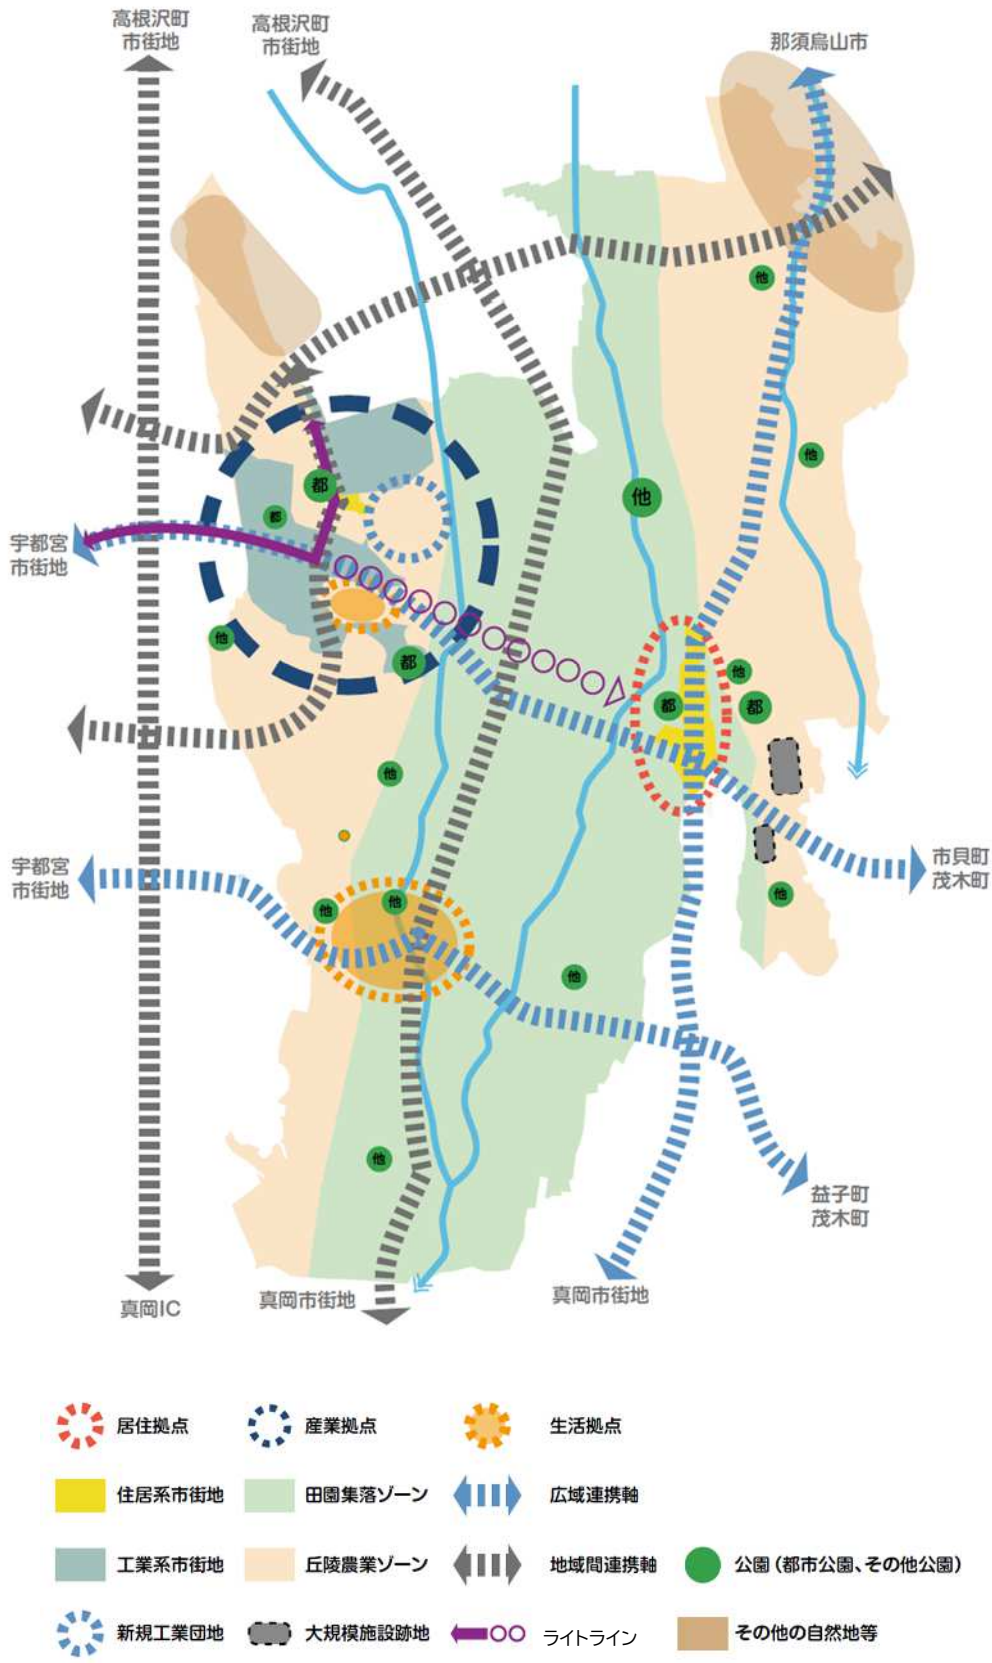 高根沢町
市街地
高根沢町
市街地
那須烏山市
他
他
都
都
他
宇都宮
市街地
他
都
他
都
都
他
市貝町
茂木町
宇都宮
市街地
他
他
他
他
他
益子町
茂木町
真岡IC
真岡市街地
真岡市街地
居住拠点
産業拠点
生活拠点
住居系市街地
田園集落ゾーン
広域連携軸
工業系市街地
丘陵農業ゾーン
地域間連携軸
公園（都市公園、その他公園）
新規工業団地
大規模施設跡地
ライトライン
その他の自然地等